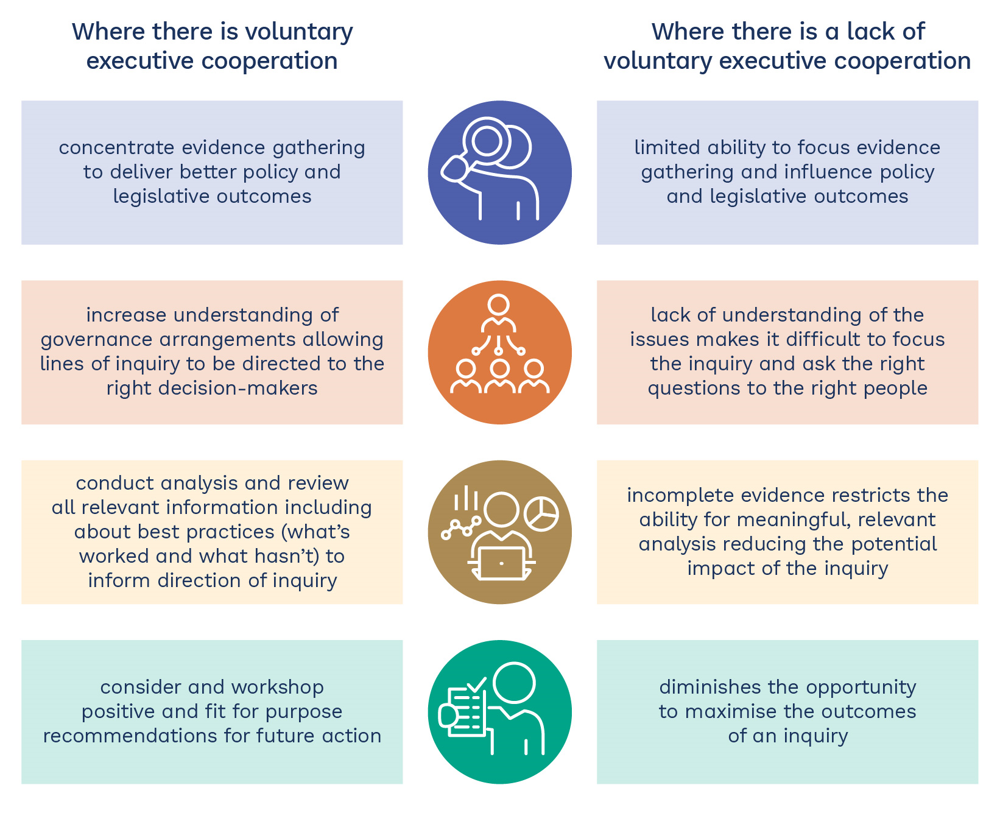 Where there is voluntary
executive cooperation
Where there is a lack of
voluntary executive cooperation
concentrate evidence gathering
to deliver better policy and
legislative outcomes
limited ability to focus evidence
gathering and influence policy
and legislative outcomes
increase understanding of
governance arrangements allowing
lines of inquiry to be directed to the
right decision-makers
lack of understanding of the
issues makes it difficult to focus
the inquiry and ask the right
questions to the right people
conduct analysis and review
all relevant information including
about best practices (what’s
worked and what hasn’t) to
inform direction of inquiry
incomplete evidence restricts the
ability for meaningful, relevant
analysis reducing the potential
impact of the inquiry
consider and workshop
positive and fit for purpose
recommendations for future action
diminishes the opportunity
to maximise the outcomes
of an inquiry